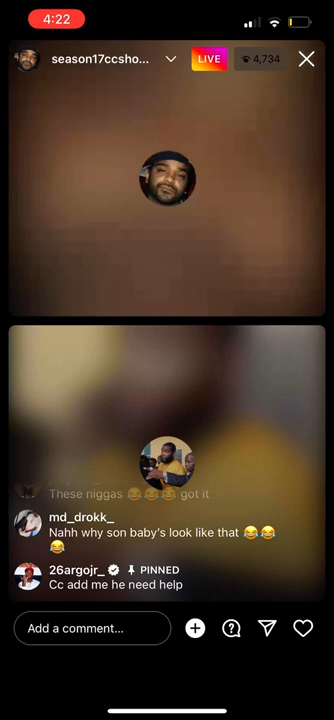 4:22
season17ccsho...
LIVE
4,734
These niggas 😂😂😂 got it
md_drokk_
Nahh why son baby's look like that 😂😂
😂
26argojr_ PINNED
Cc add me he need help
Add a comment...